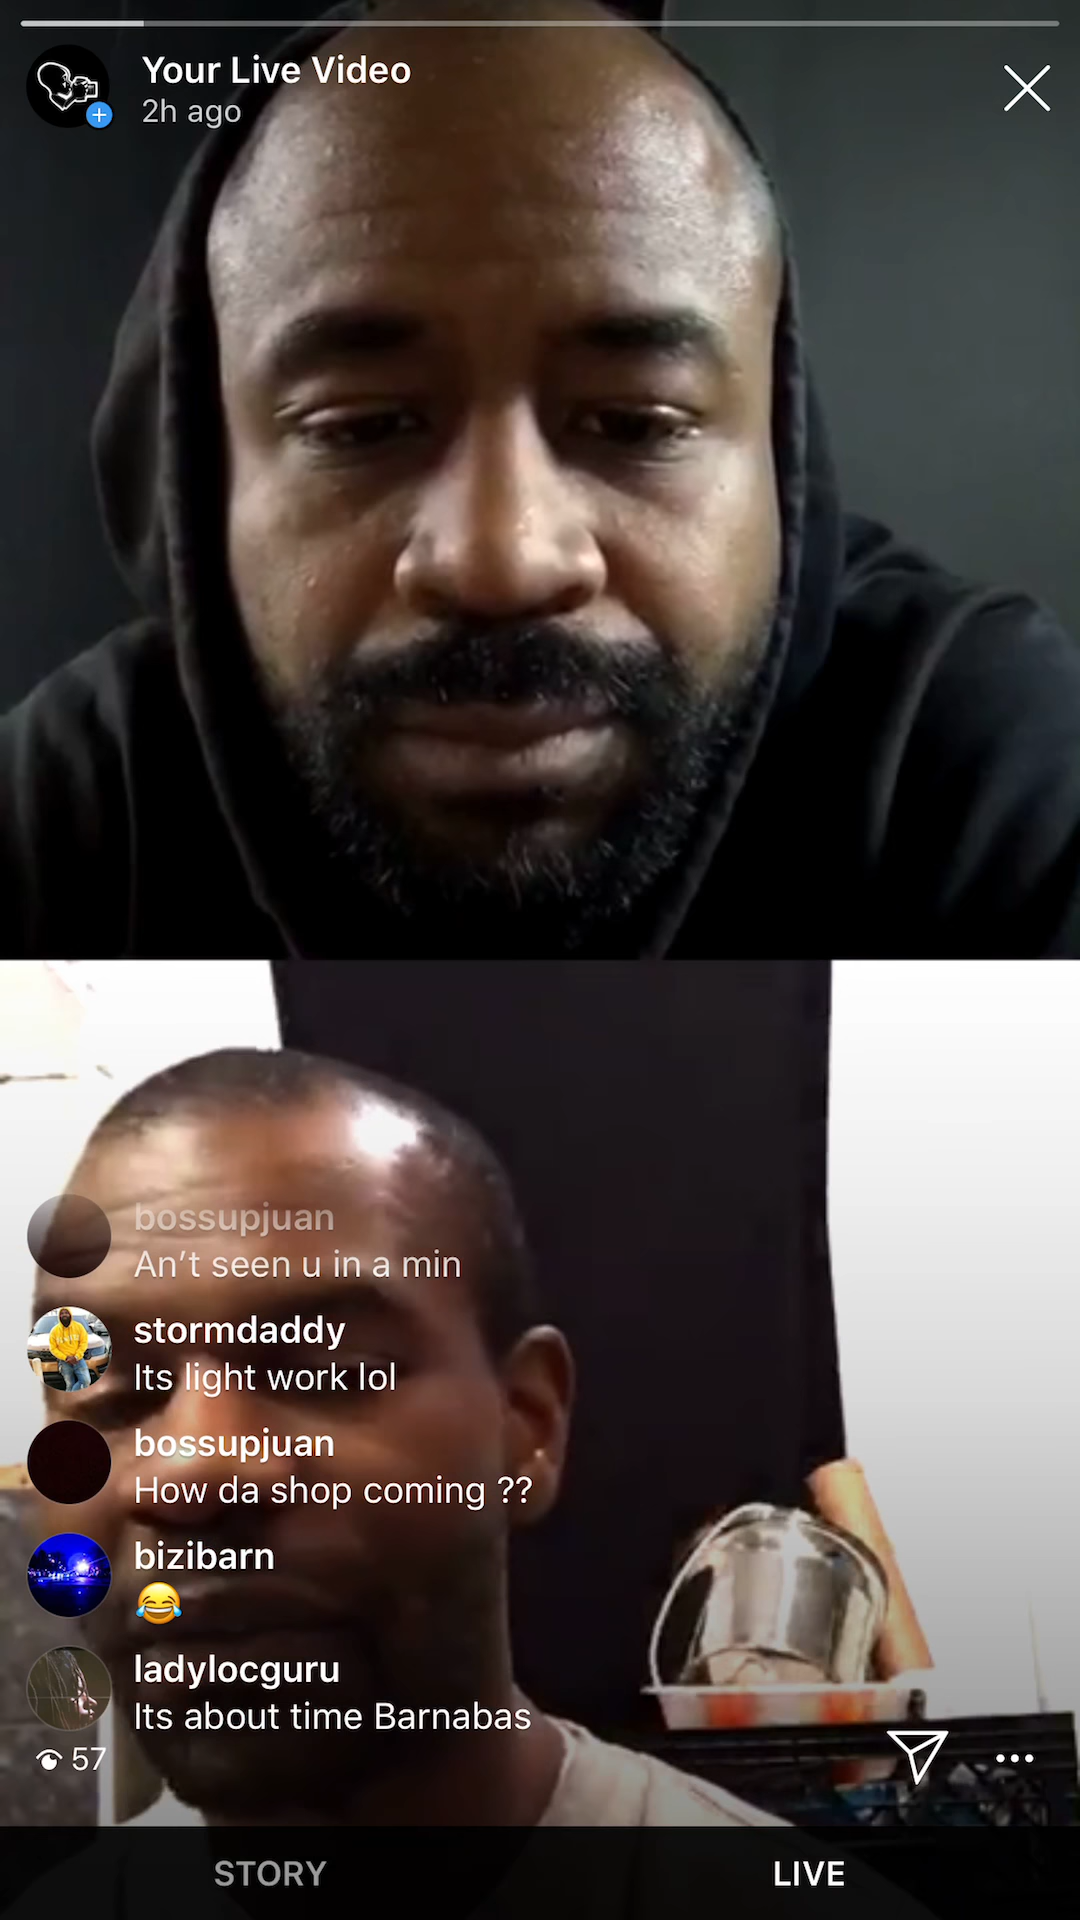 Your Live Video
2h ago
bossupjuan
An’t seen u in a min
stormdaddy
Its light work lol
bossupjuan
How da shop coming ??
bizibarn
😂
ladylocguru
Its about time Barnabas
57
STORY
LIVE